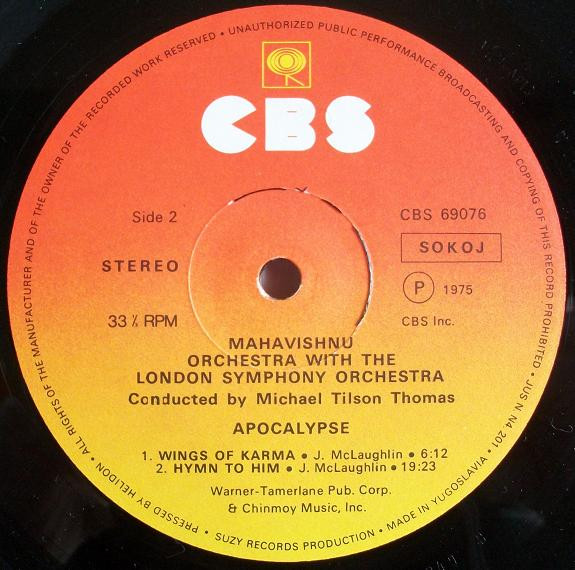 • ALL RIGHTS OF THE MANUFACTURER AND OF THE OWNER OF THE RECORDED WORK RESERVED • UNAUTHORIZED PUBLIC PERFORMANCE BROADCASTING AND COPYING OF THIS RECORD PROHIBITED • JUS N. N4 201 • MADE IN YUGOSLAVIA • SUZY RECORDS PRODUCTION • PRESSED BY HELIDON
CBS
Side 2
CBS 69076
SOKOJ
STEREO
P 1975
33 ⅓ RPM
CBS Inc.
MAHAVISHNU
ORCHESTRA WITH THE
LONDON SYMPHONY ORCHESTRA
Conducted by Michael Tilson Thomas
APOCALYPSE
1. WINGS OF KARMA • J. McLaughlin • 6:12
2. HYMN TO HIM • J. McLaughlin • 19:23
Warner-Tamerlane Pub. Corp.
& Chinmoy Music, Inc.